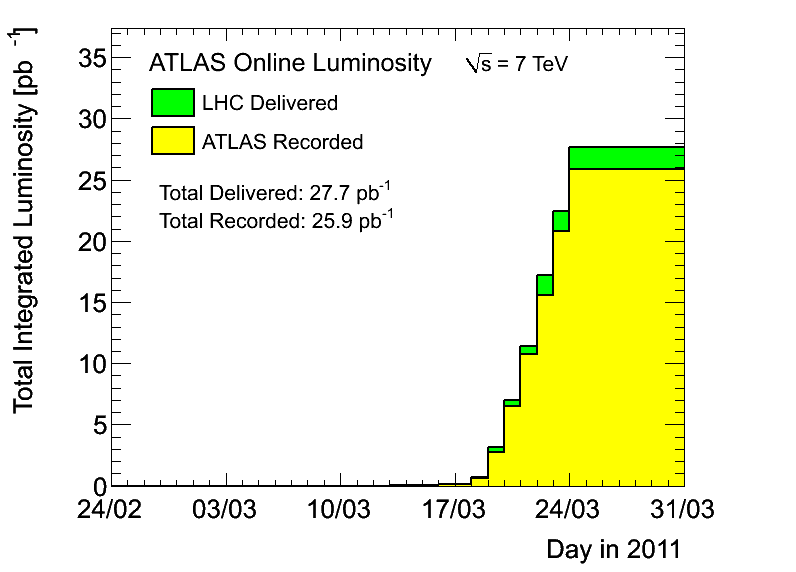 Total Integrated Luminosity [pb⁻¹]
ATLAS Online Luminosity √s = 7 TeV
LHC Delivered
ATLAS Recorded
Total Delivered: 27.7 pb⁻¹
Total Recorded: 25.9 pb⁻¹
35
30
25
20
15
10
5
0
24/02 03/03 10/03 17/03 24/03 31/03
Day in 2011